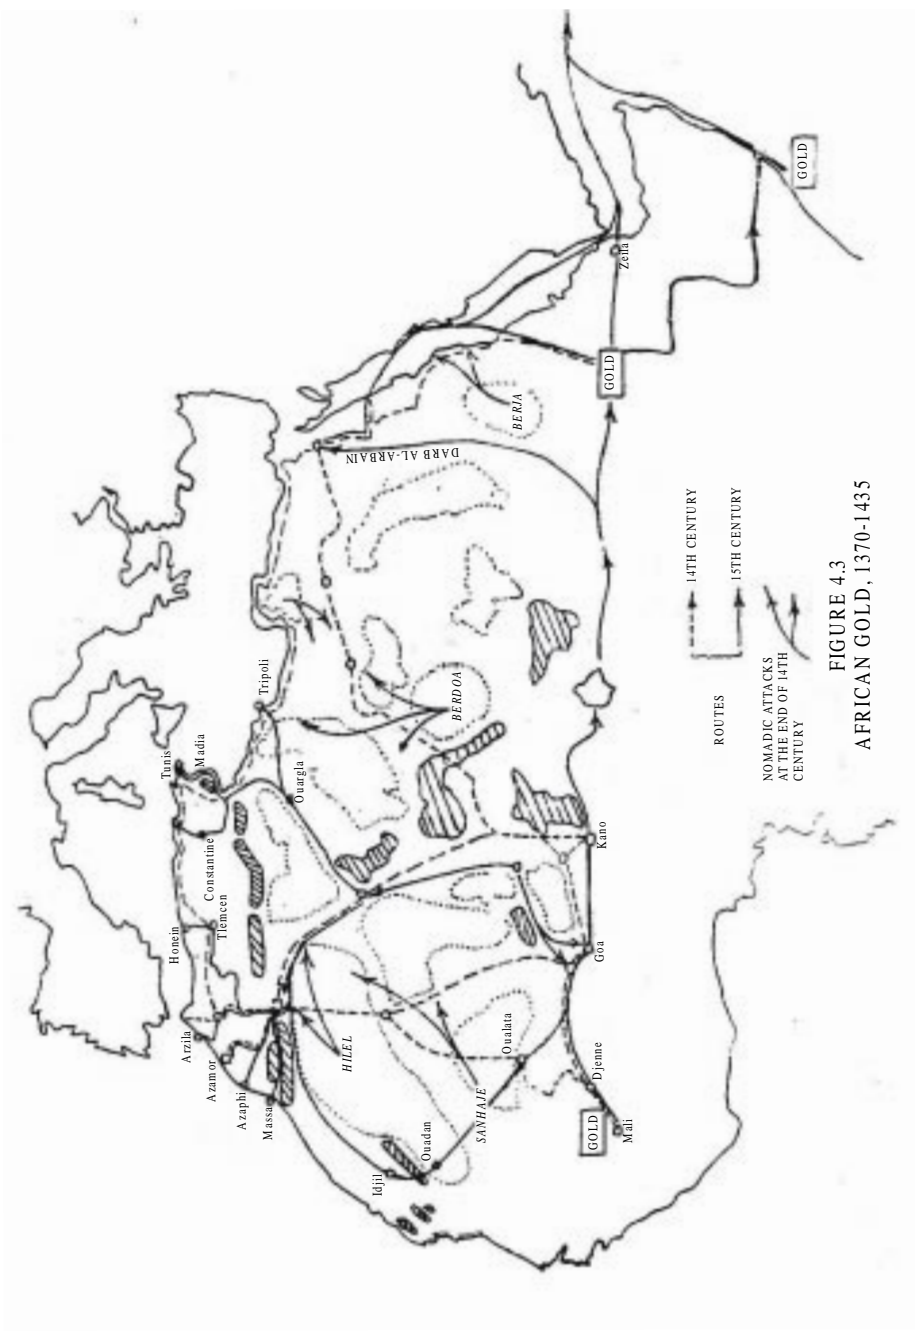 Arzila
Azamor
Azaphi
Massa
Honein
Tlemcen
Constantine
Tunis
Madia
Tripoli
Ouargla
HILEL
SANHAJE
BERDOA
BERJA
DARB AL-ARBAIN
Idjil
Ouadan
Oualata
Djenne
GOLD
Mali
Goa
Kano
GOLD
Zeila
GOLD
ROUTES
14TH CENTURY
15TH CENTURY
NOMADIC ATTACKS
AT THE END OF 14TH
CENTURY
FIGURE 4.3
AFRICAN GOLD, 1370-1435